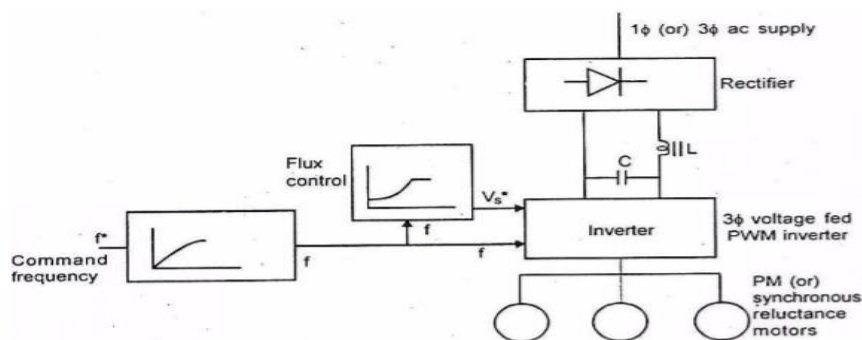 1ϕ (or) 3ϕ ac supply
Rectifier
L
C
Flux
control
Vs*
f
f*
Command
frequency
f
f
Inverter
3ϕ voltage fed
PWM inverter
PM (or)
synchronous
reluctance
motors